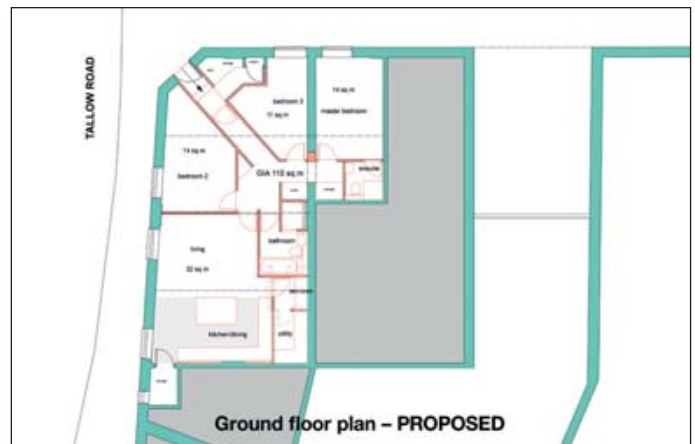 TALLOW ROAD
bedroom 3
11 sq m
14 sq m
master bedroom
14 sq m
bedroom 2
GIA 110 sq m
ensuite
bathroom
living
32 sq m
kitchen/dining
utility
Ground floor plan – PROPOSED